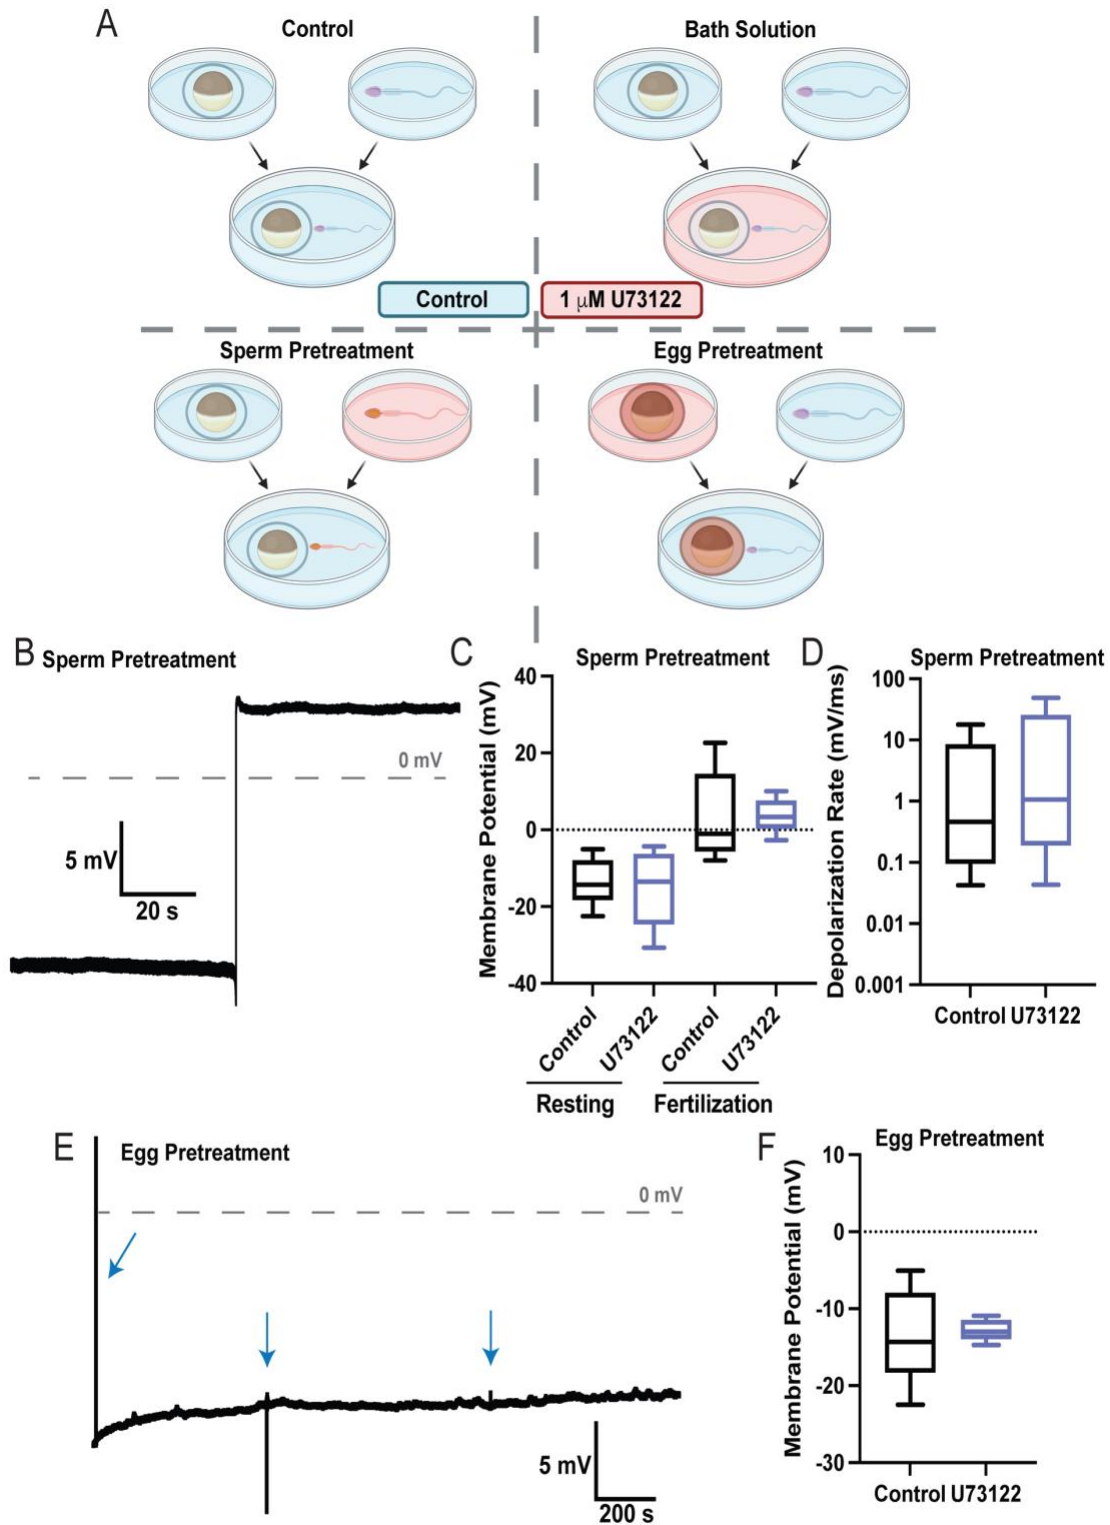 A
Control
Bath Solution
Control
1 μM U73122
Sperm Pretreatment
Egg Pretreatment
B
Sperm Pretreatment
0 mV
5 mV
20 s
C
Sperm Pretreatment
Membrane Potential (mV)
40
20
0
-20
-40
Control
U73122
Control
U73122
Resting
Fertilization
D
Sperm Pretreatment
Depolarization Rate (mV/ms)
100
10
1
0.1
0.01
0.001
Control U73122
E
Egg Pretreatment
0 mV
5 mV
200 s
F
Egg Pretreatment
Membrane Potential (mV)
10
0
-10
-20
-30
Control U73122